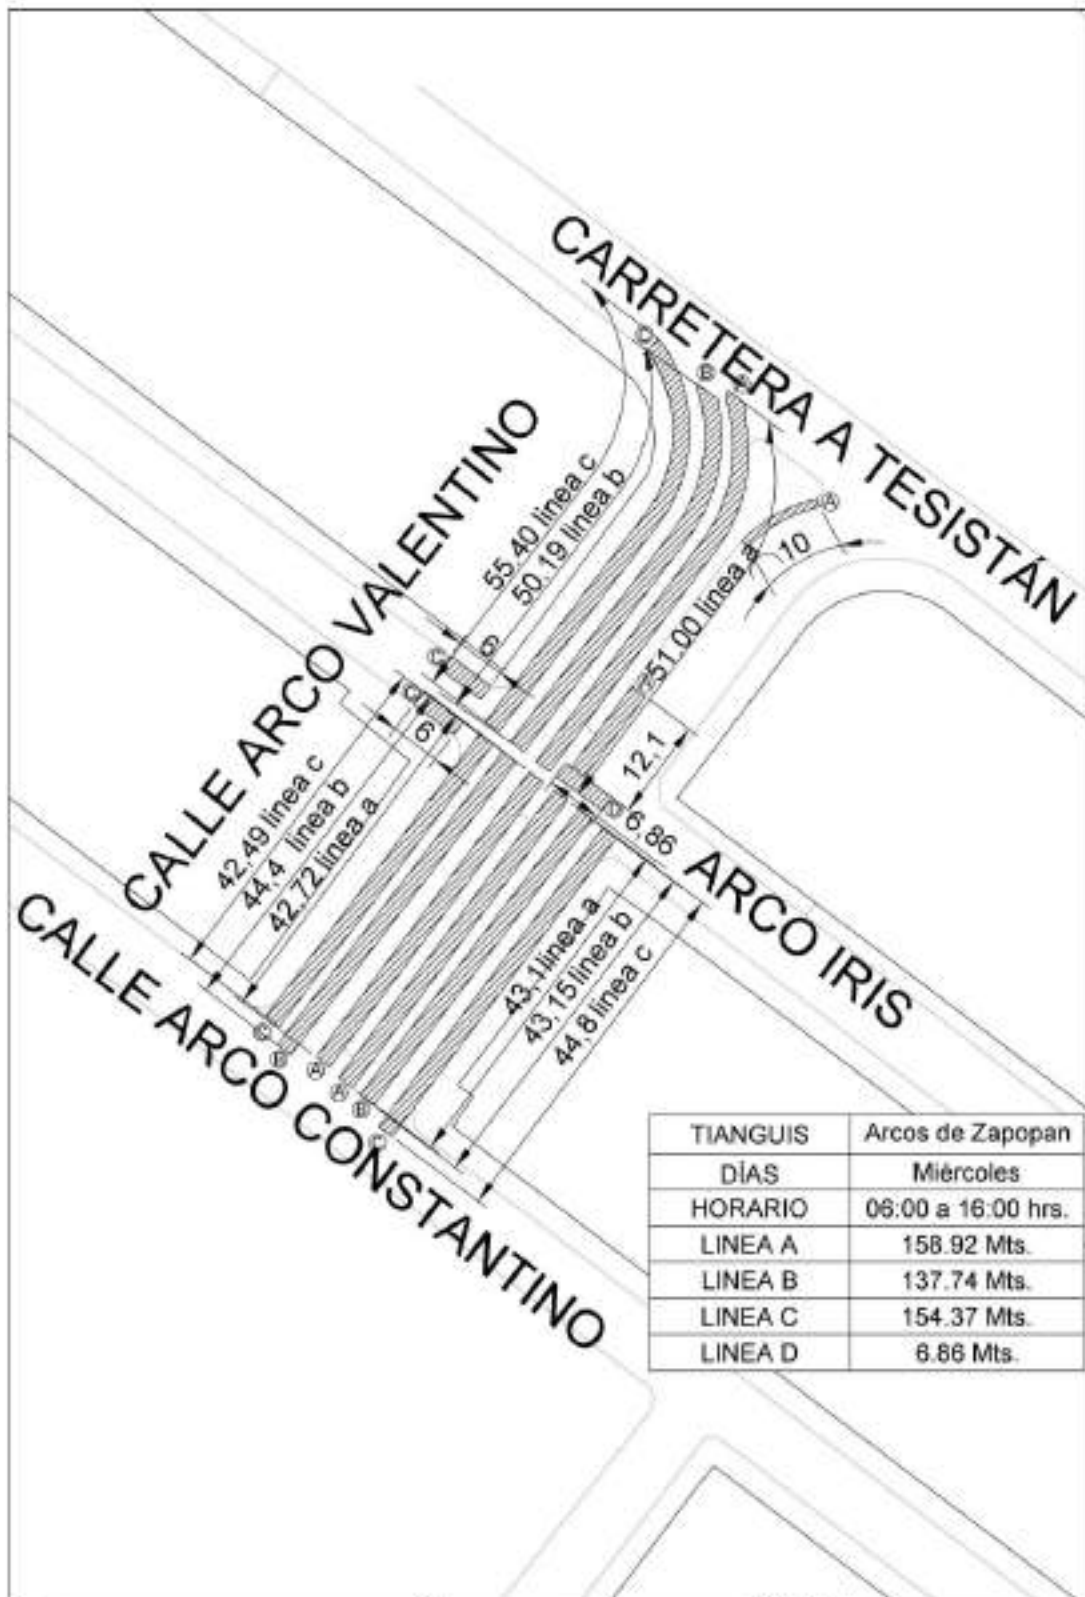 CARRETERA A TESISTÁN
C
B
A
A
10
CALLE ARCO VALENTINO
55,40 linea c
50,19 linea b
51,00 linea a
6
C
C
6
12,1
6,86
42,49 linea c
44,4 linea b
42,72 linea a
ARCO IRIS
43,1 linea a
43,15 linea b
44,8 linea c
CALLE ARCO CONSTANTINO
C
B
A
A
B
C
TIANGUIS Arcos de Zapopan
DÍAS Miércoles
HORARIO 06:00 a 16:00 hrs.
LINEA A 158.92 Mts.
LINEA B 137.74 Mts.
LINEA C 154.37 Mts.
LINEA D 6.86 Mts.